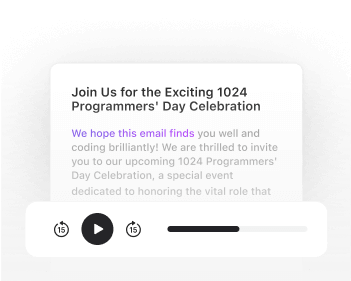 Join Us for the Exciting 1024
Programmers' Day Celebration
We hope this email finds you well and
coding brilliantly! We are thrilled to invite
you to our upcoming 1024 Programmers'
Day Celebration, a special event
dedicated to honoring the vital role that
15
15